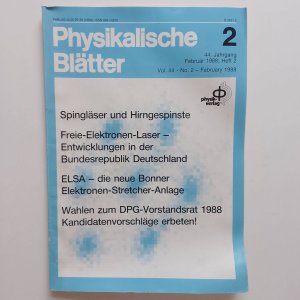 Physikalische
Blätter
2
44. Jahrgang
Februar 1988, Heft 2
Vol. 44 - No. 2 – February 1988
physik
verlag
Spingläser und Hirngespinste
Freie-Elektronen-Laser –
Entwicklungen in der
Bundesrepublik Deutschland
ELSA – die neue Bonner
Elektronen-Stretcher-Anlage
Wahlen zum DPG-Vorstandsrat 1988
Kandidatenvorschläge erbeten!